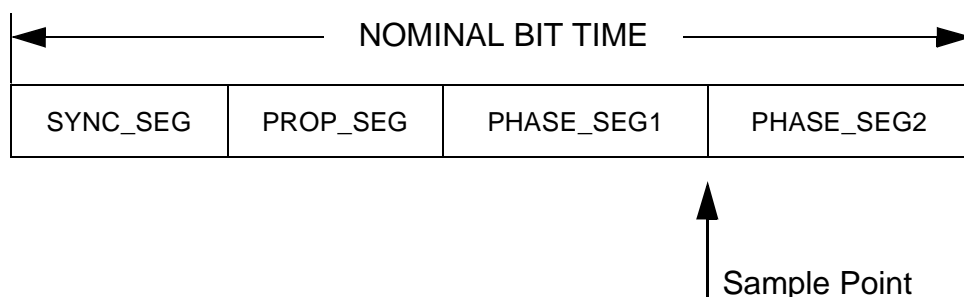 NOMINAL BIT TIME
SYNC_SEG PROP_SEG PHASE_SEG1 PHASE_SEG2
Sample Point